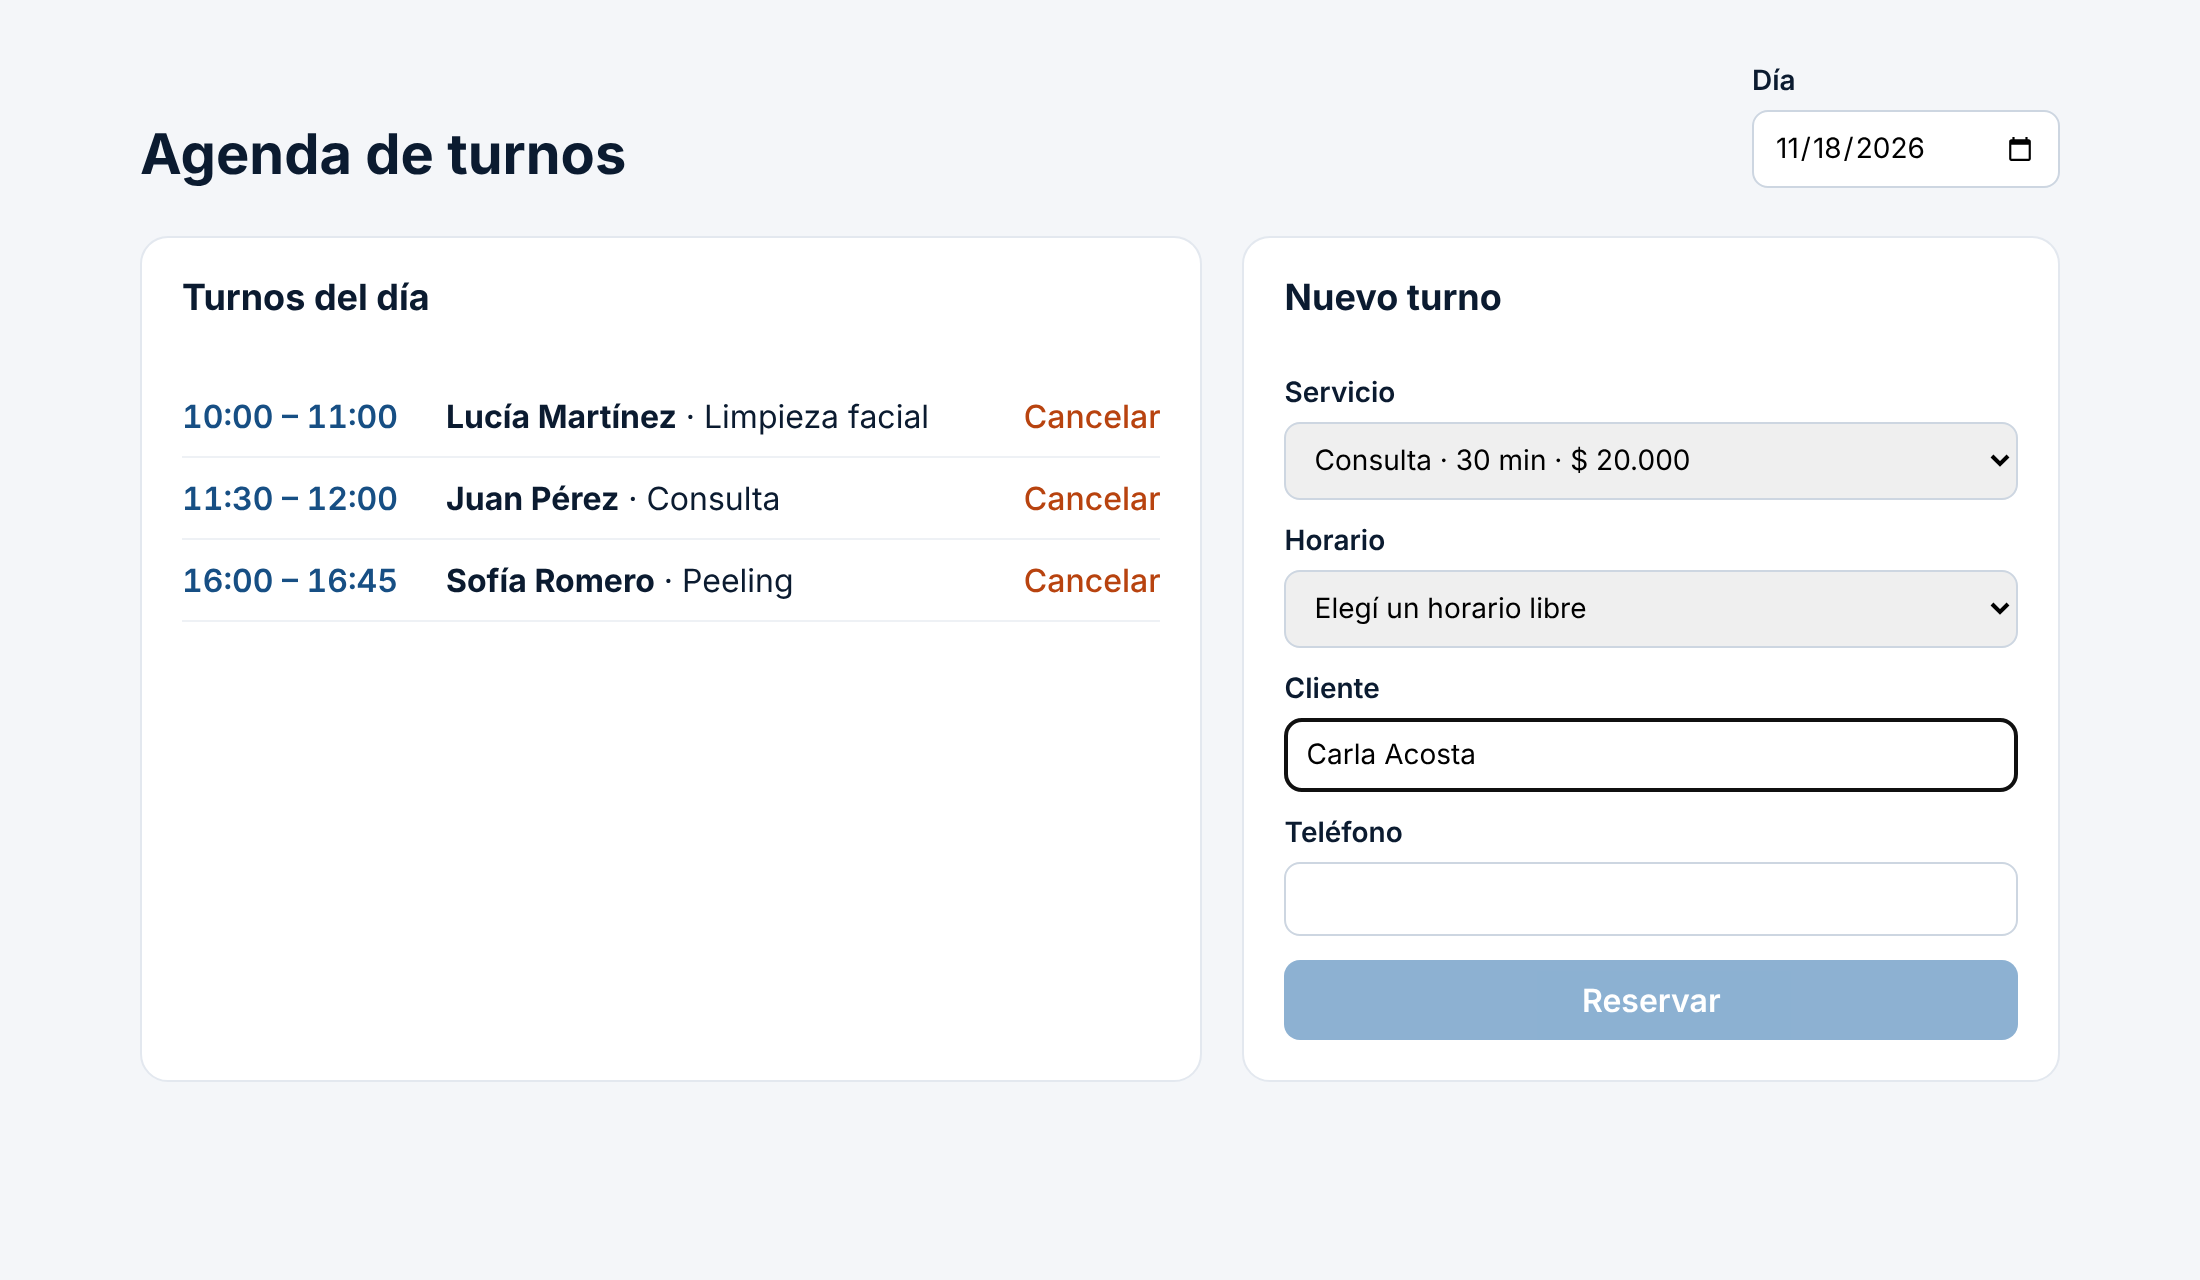 Día
11/18/2026
Agenda de turnos
Turnos del día
10:00 – 11:00 Lucía Martínez · Limpieza facial Cancelar
11:30 – 12:00 Juan Pérez · Consulta Cancelar
16:00 – 16:45 Sofía Romero · Peeling Cancelar
Nuevo turno
Servicio
Consulta · 30 min · $ 20.000
Horario
Elegí un horario libre
Cliente
Carla Acosta
Teléfono
Reservar